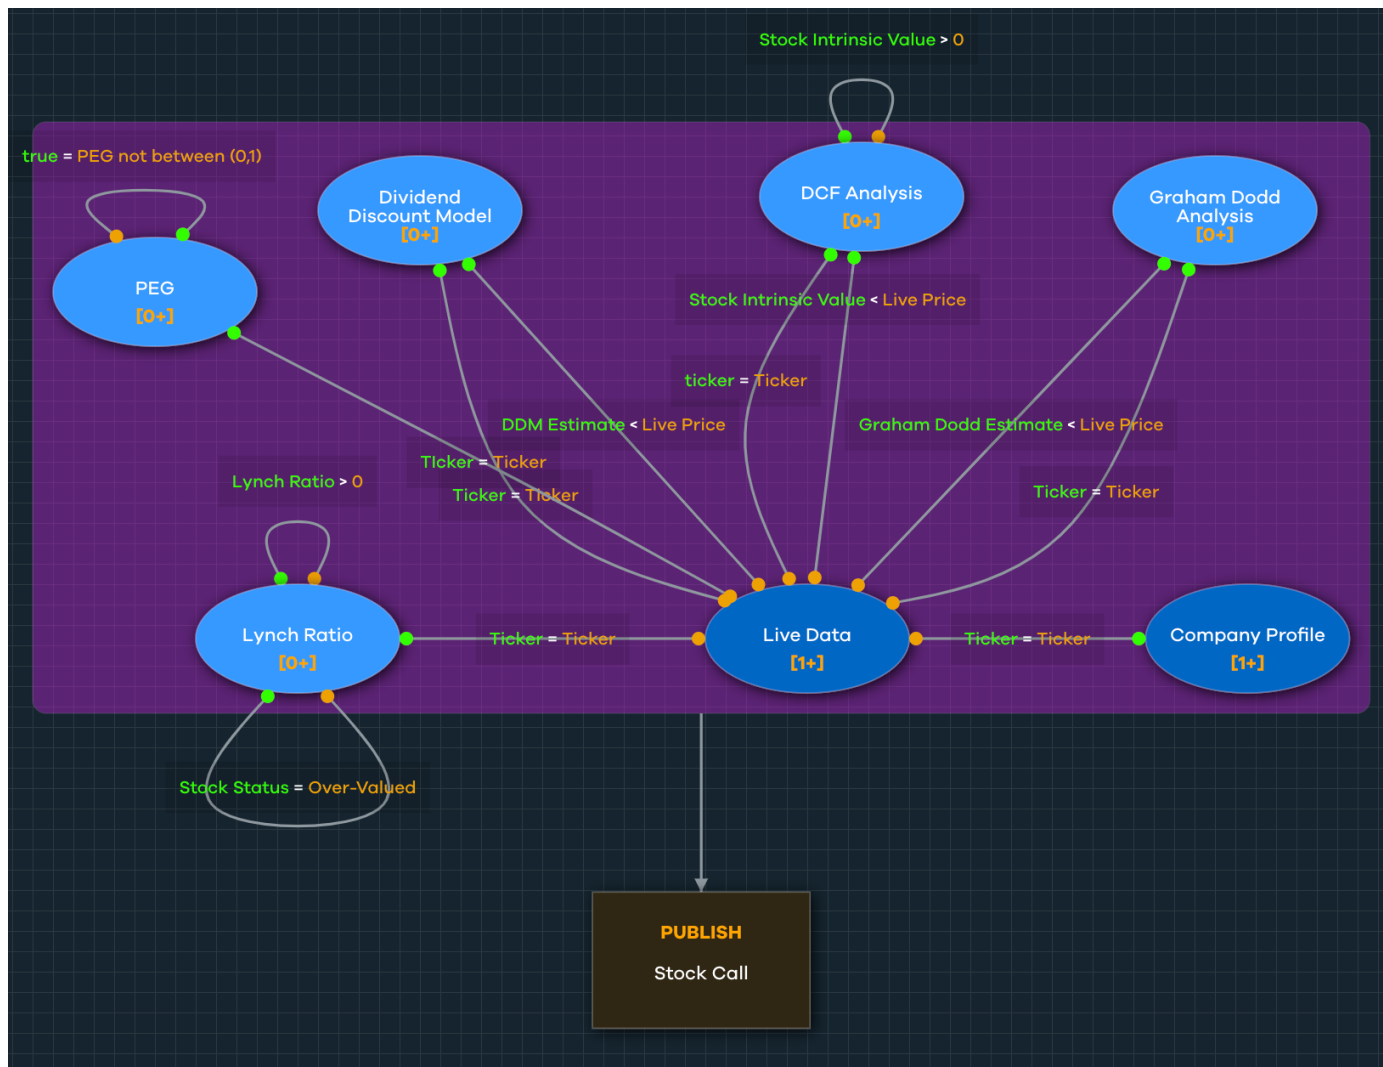 Stock Intrinsic Value > 0
true = PEG not between (0,1)
Dividend
Discount Model
[0+]
DCF Analysis
[0+]
Graham Dodd
Analysis
[0+]
PEG
[0+]
Stock Intrinsic Value < Live Price
ticker = Ticker
DDM Estimate < Live Price
Graham Dodd Estimate < Live Price
TIcker = Ticker
Lynch Ratio > 0
Ticker = Ticker
Ticker = Ticker
Lynch Ratio
[0+]
Ticker = Ticker
Live Data
[1+]
Ticker = Ticker
Company Profile
[1+]
Stock Status = Over-Valued
PUBLISH
Stock Call